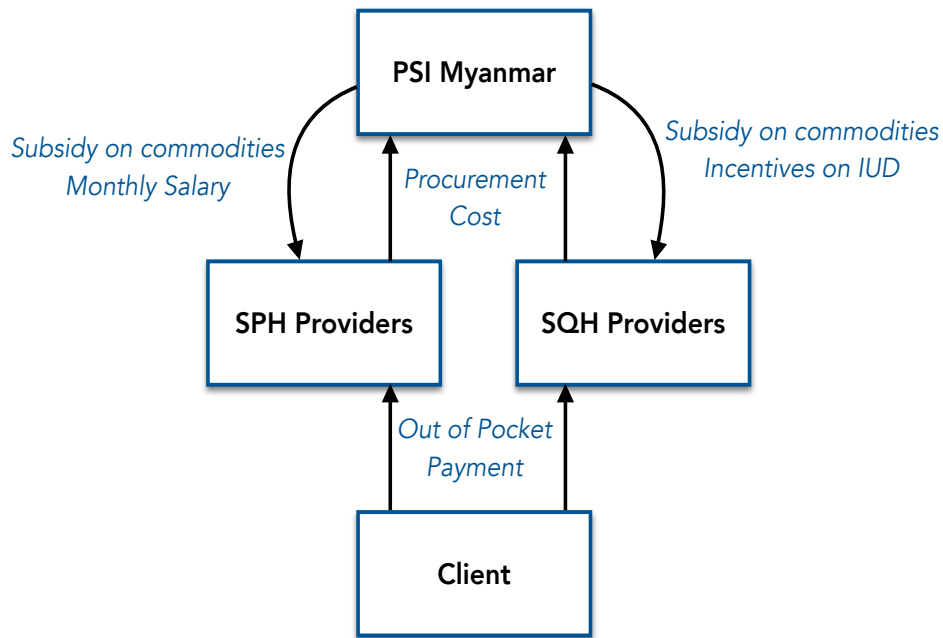 PSI Myanmar
Subsidy on commodities
Monthly Salary
Procurement
Cost
Subsidy on commodities
Incentives on IUD
SPH Providers
SQH Providers
Out of Pocket
Payment
Client